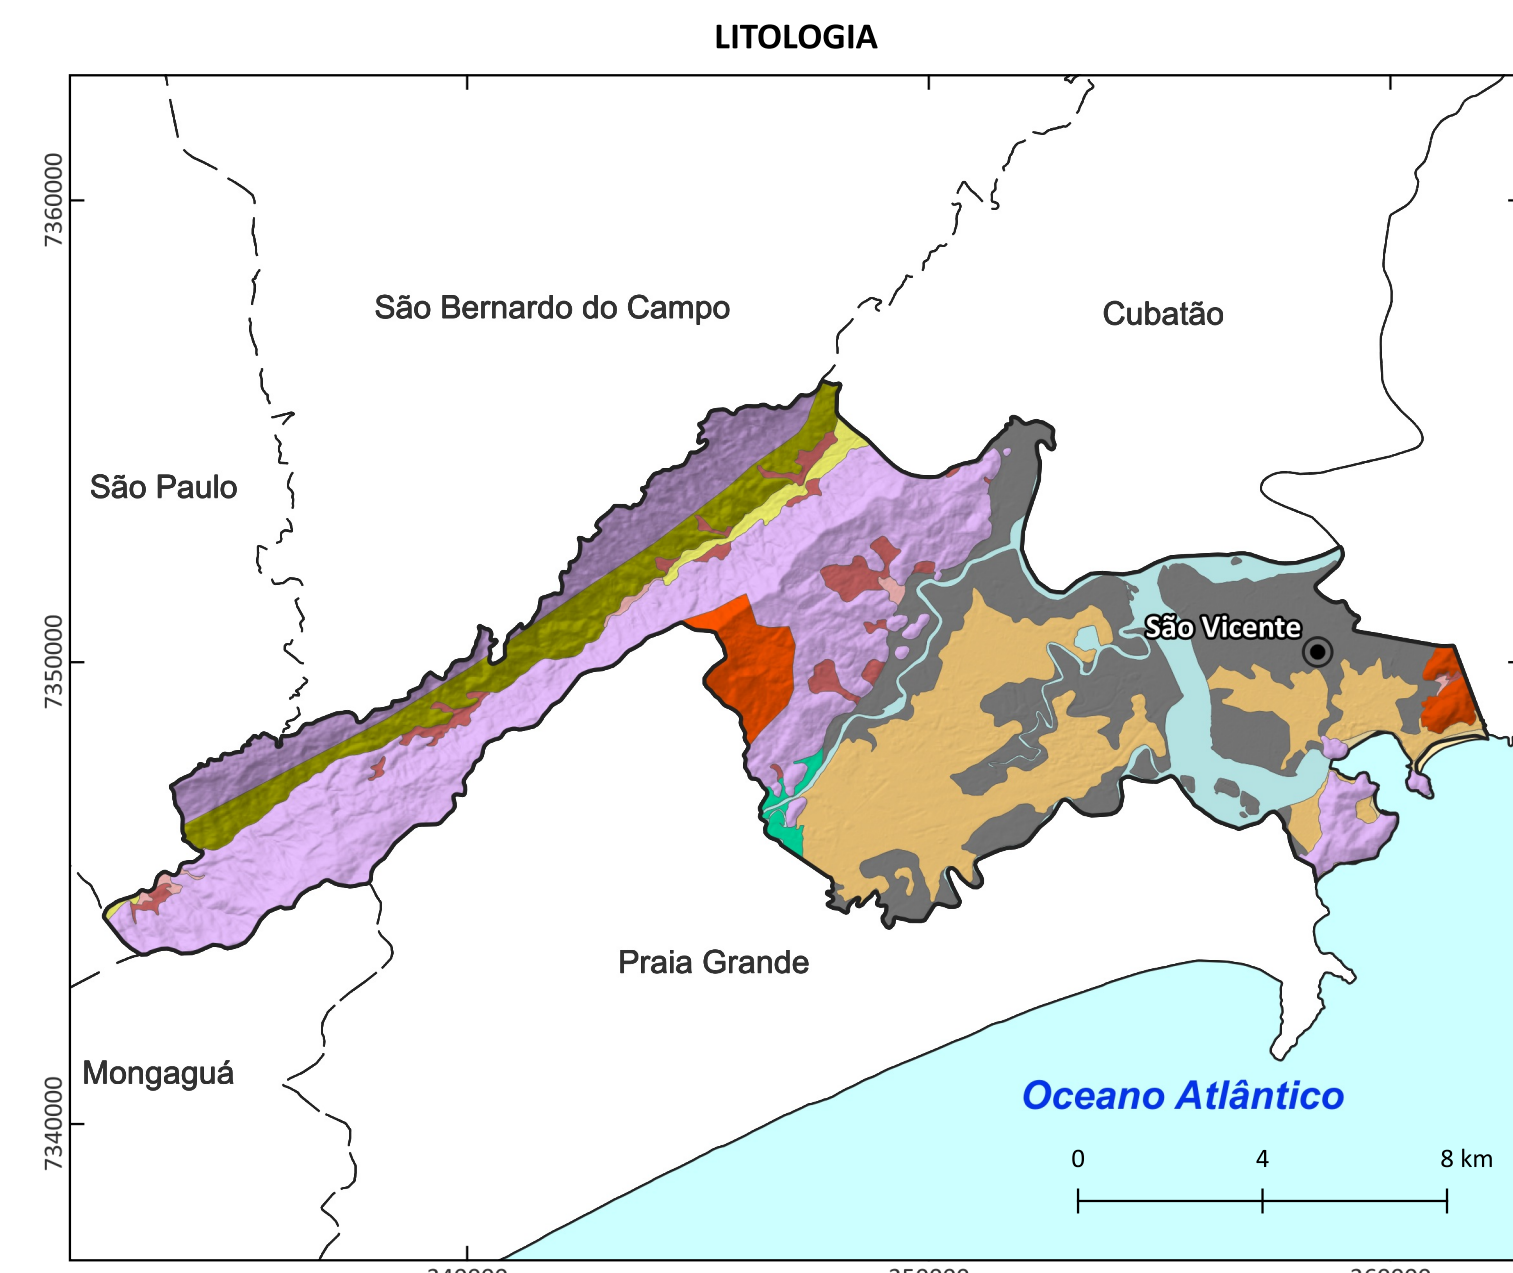 LITOLOGIA
7360000
São Bernardo do Campo
Cubatão
São Paulo
São Vicente
7350000
Praia Grande
Mongaguá
Oceano Atlântico
7340000
0 4 8 km